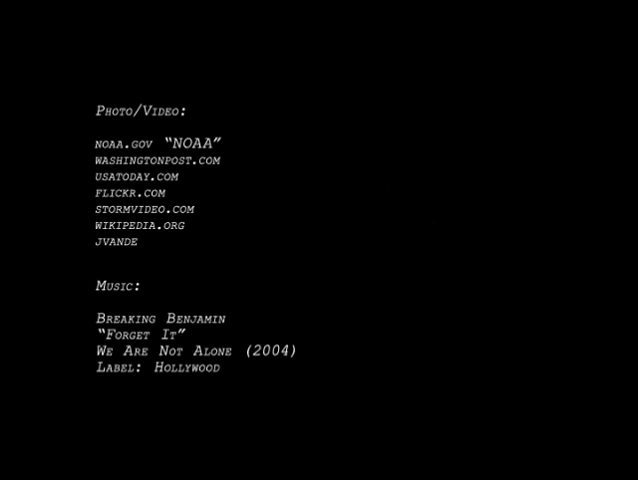 Photo/Video:
noaa.gov “NOAA”
washingtonpost.com
usatoday.com
flickr.com
stormvideo.com
wikipedia.org
jvande
Music:
Breaking Benjamin
“Forget It”
We Are Not Alone (2004)
Label: Hollywood